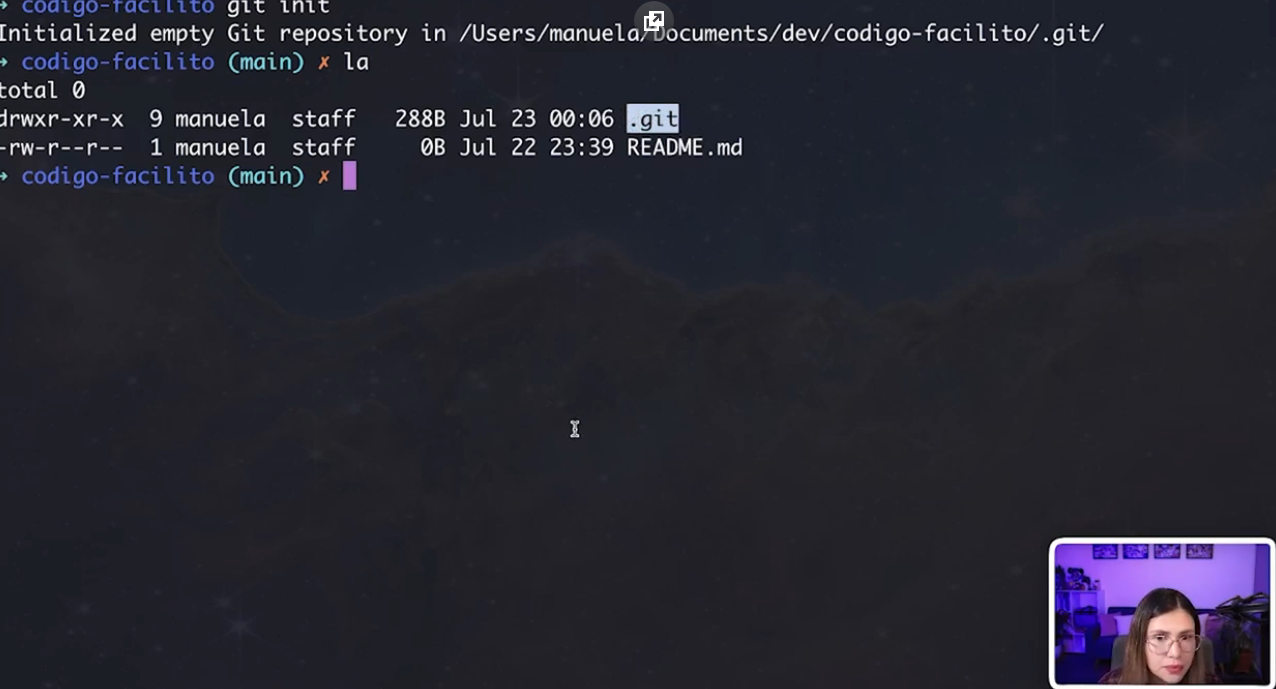 → codigo-facilito git init
Initialized empty Git repository in /Users/manuela/Documents/dev/codigo-facilito/.git/
→ codigo-facilito (main) ✗ la
total 0
drwxr-xr-x 9 manuela staff 288B Jul 23 00:06 .git
-rw-r--r-- 1 manuela staff 0B Jul 22 23:39 README.md
→ codigo-facilito (main) ✗